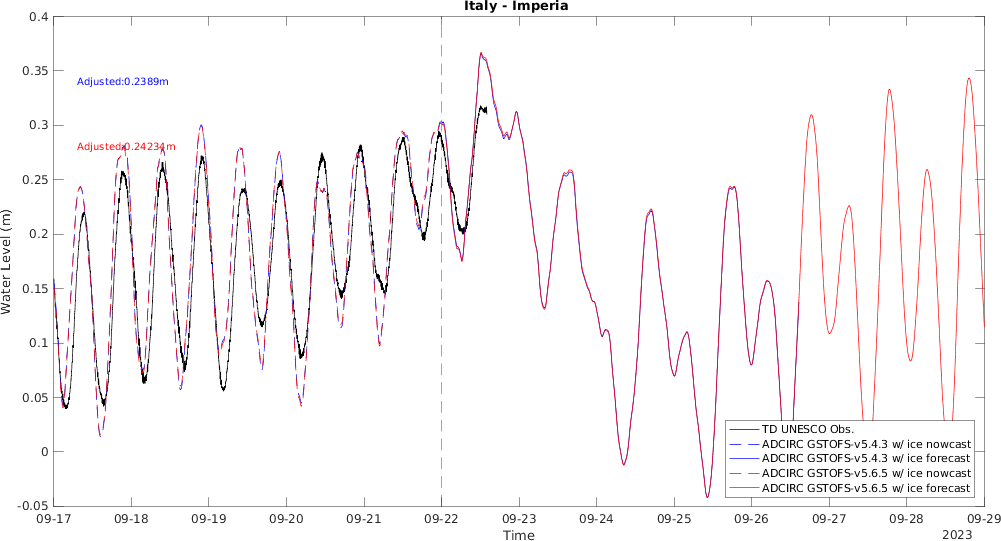 Italy - Imperia
0.4
0.35
0.3
0.25
0.2
0.15
0.1
0.05
0
-0.05
Water Level (m)
Adjusted:0.2389m
Adjusted:0.24234m
TD UNESCO Obs.
ADCIRC GSTOFS-v5.4.3 w/ ice nowcast
ADCIRC GSTOFS-v5.4.3 w/ ice forecast
ADCIRC GSTOFS-v5.6.5 w/ ice nowcast
ADCIRC GSTOFS-v5.6.5 w/ ice forecast
09-17 09-18 09-19 09-20 09-21 09-22 09-23 09-24 09-25 09-26 09-27 09-28 09-29
Time
2023